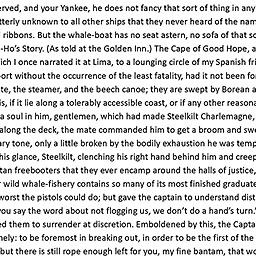 erved, and your Yankee, he does not fancy that sort of thing in any
tterly unknown to all other ships that they never heard of the nam
ribbons. But the whale-boat has no seat astern, no sofa of that so
-Ho's Story. (As told at the Golden Inn.) The Cape of Good Hope, a
ich I once narrated it at Lima, to a lounging circle of my Spanish fri
ort without the occurrence of the least fatality, had it not been for
te, the steamer, and the beech canoe; they are swept by Borean a
is, if it lie along a tolerably accessible coast, or if any other reasona
a soul in him, gentlemen, which had made Steelkilt Charlemagne,
along the deck, the mate commanded him to get a broom and swe
ary tone, only a little broken by the bodily exhaustion he was temp
his glance, Steelkilt, clenching his right hand behind him and creep
tan freebooters that they ever encamp around the halls of justice,
r wild whale-fishery contains so many of its most finished graduate
worst the pistols could do; but gave the captain to understand dist
you say the word about not flogging us, we don't do a hand's turn.'
ed them to surrender at discretion. Emboldened by this, the Capta
nely: to be foremost in breaking out, in order to be the first of the
but there is still rope enough left for you, my fine bantam, that wo